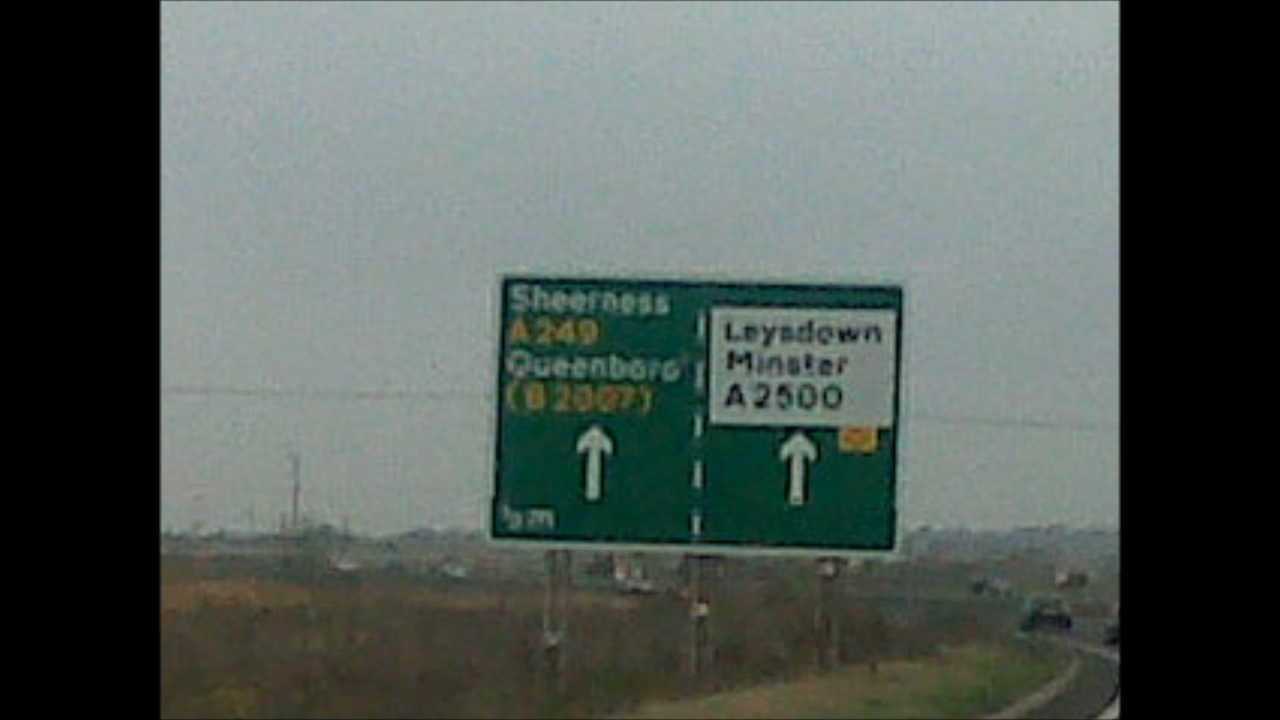 Sheerness
A249
Queenboro'
(B2007)
Leysdown
Minster
A2500